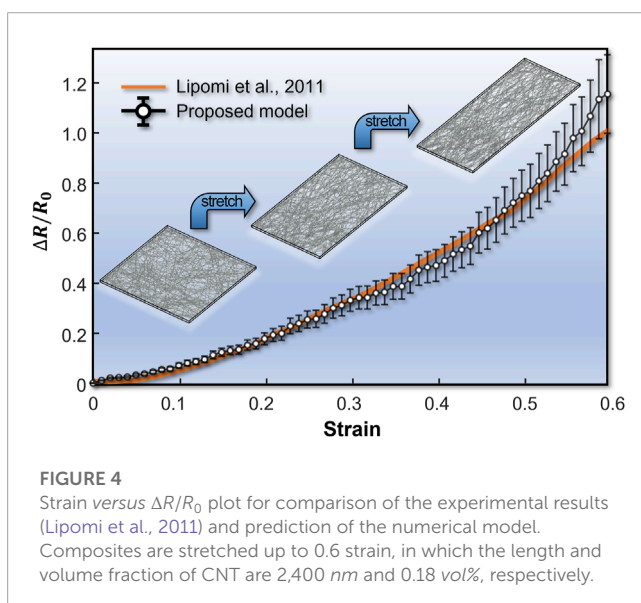 Lipomi et al., 2011
Proposed model
stretch
stretch
ΔR/R₀
1.2
1.0
0.8
0.6
0.4
0.2
0
0 0.1 0.2 0.3 0.4 0.5 0.6
Strain
FIGURE 4
Strain versus ΔR/R₀ plot for comparison of the experimental results
(Lipomi et al., 2011) and prediction of the numerical model.
Composites are stretched up to 0.6 strain, in which the length and
volume fraction of CNT are 2,400 nm and 0.18 vol%, respectively.